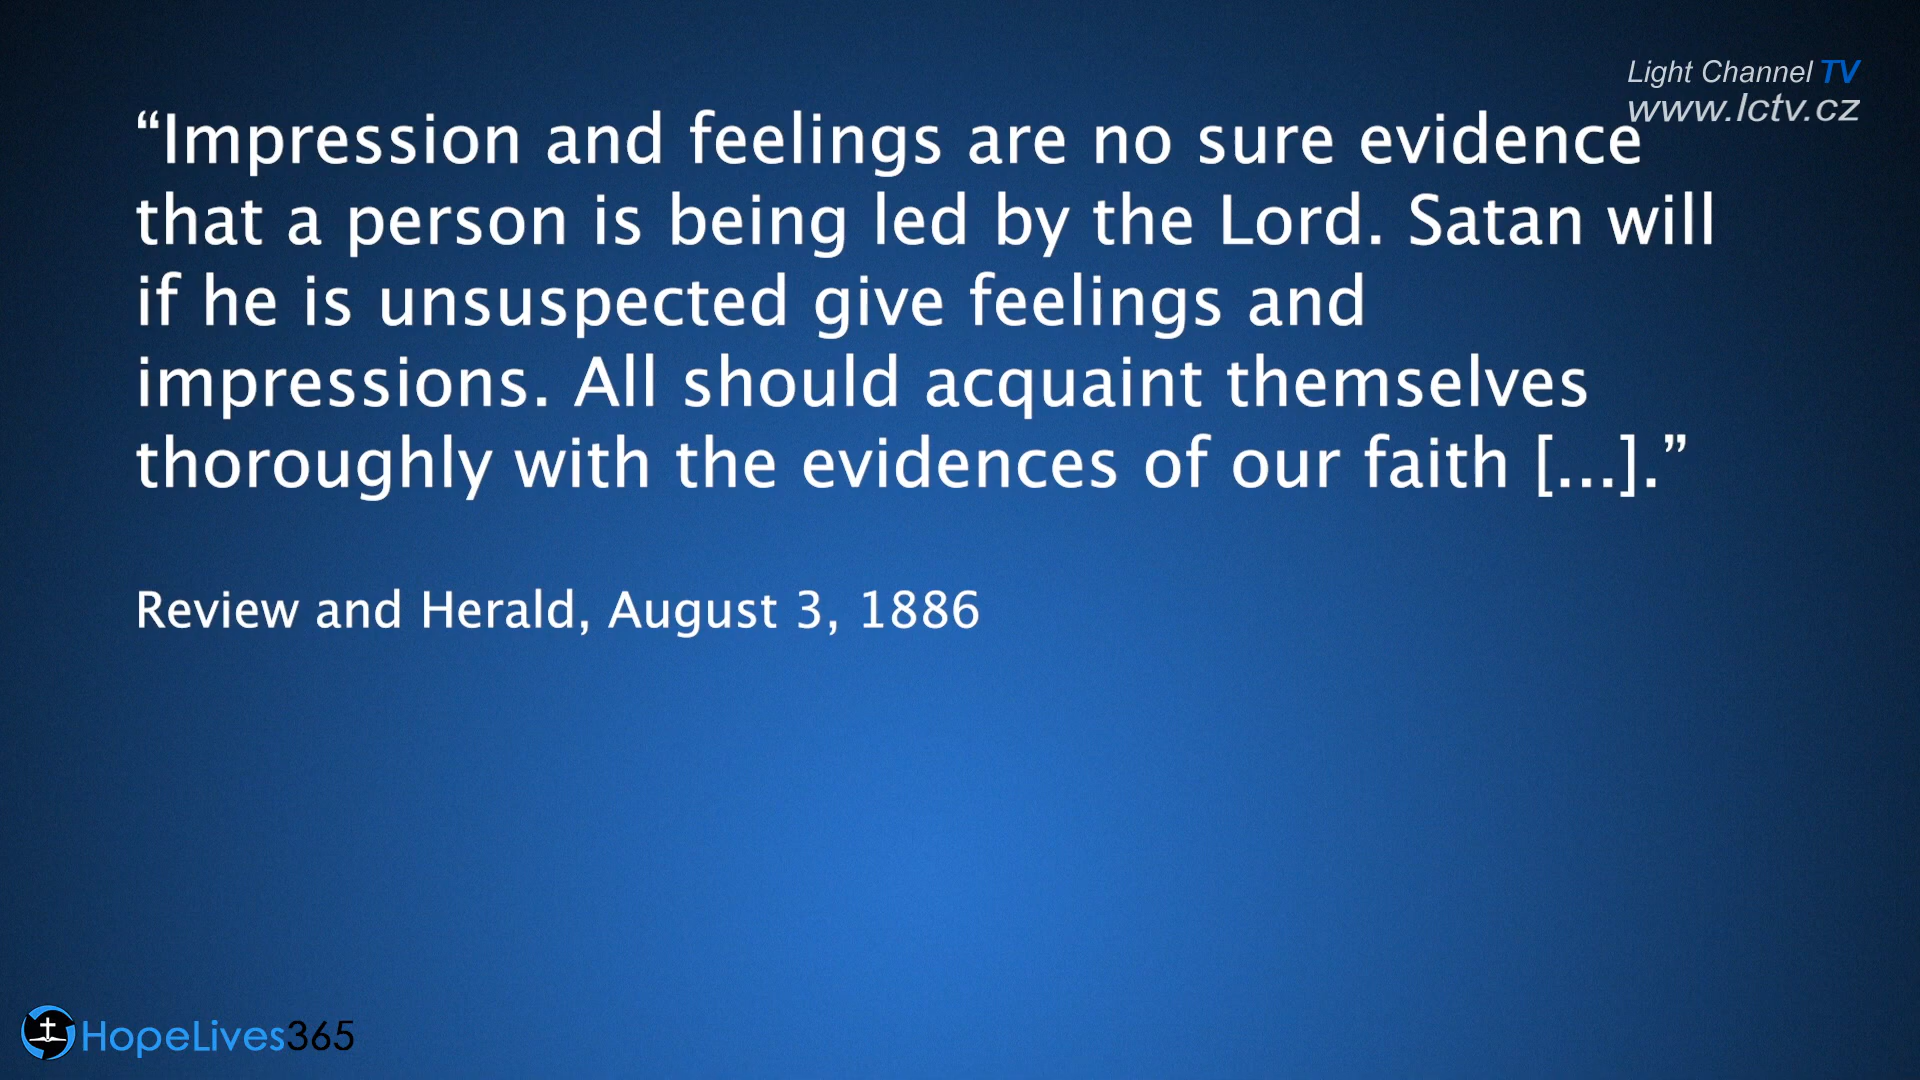 Light Channel TV
www.lctv.cz
“Impression and feelings are no sure evidence
that a person is being led by the Lord. Satan will
if he is unsuspected give feelings and
impressions. All should acquaint themselves
thoroughly with the evidences of our faith [...].”
Review and Herald, August 3, 1886
HopeLives365